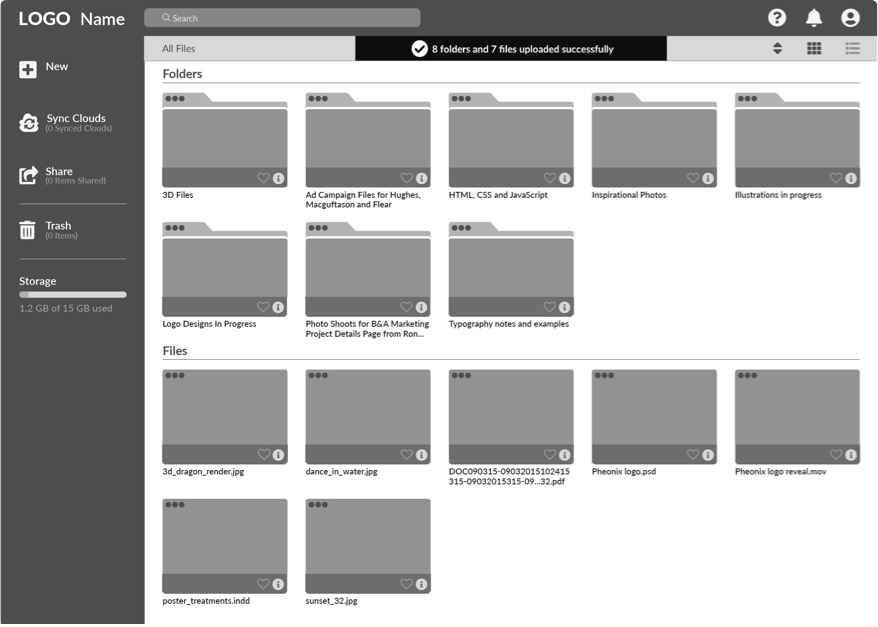 LOGO Name
Search
All Files
8 folders and 7 files uploaded successfully
New
Sync Clouds
(0 Synced Clouds)
Share
(0 Items Shared)
Trash
(0 Items)
Storage
1.2 GB of 15 GB used
Folders
3D Files
Ad Campaign Files for Hughes,
Macguftason and Flear
HTML, CSS and JavaScript
Inspirational Photos
Illustrations in progress
Logo Designs In Progress
Photo Shoots for B&A Marketing
Project Details Page from Ron...
Typography notes and examples
Files
3d_dragon_render.jpg
dance_in_water.jpg
DOC090315-09032015102415
315-09032015315-09...32.pdf
Pheonix logo.psd
Pheonix logo reveal.mov
poster_treatments.indd
sunset_32.jpg